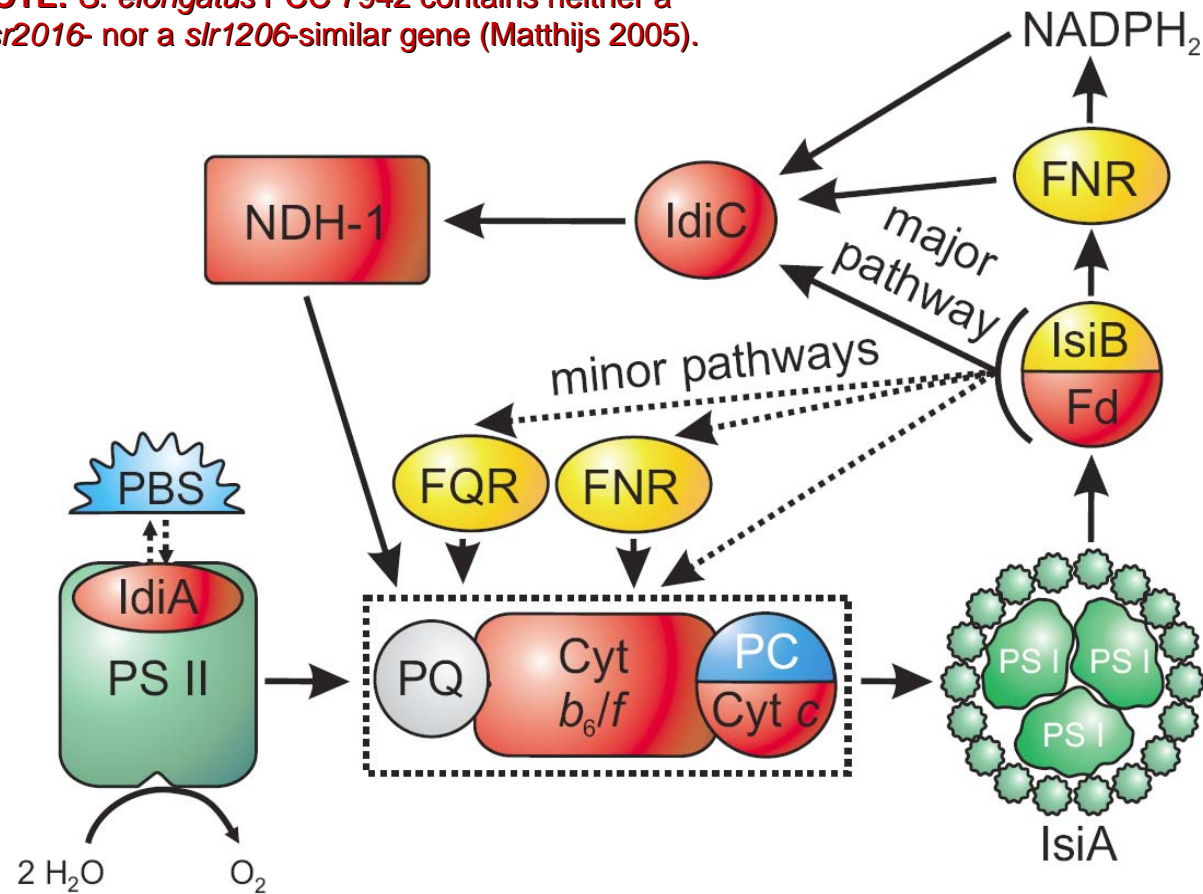 S. elongatus PCC 7942 contains neither a
sr2016- nor a slr1206-similar gene (Matthijs 2005).
NADPH₂
FNR
NDH-1
IdiC
major
pathway
IsiB
Fd
minor pathways
FQR
FNR
PBS
IdiA
PS II
PQ
Cyt
b₆/f
PC
Cyt c
PS I
PS I
PS I
IsiA
2 H₂O
O₂